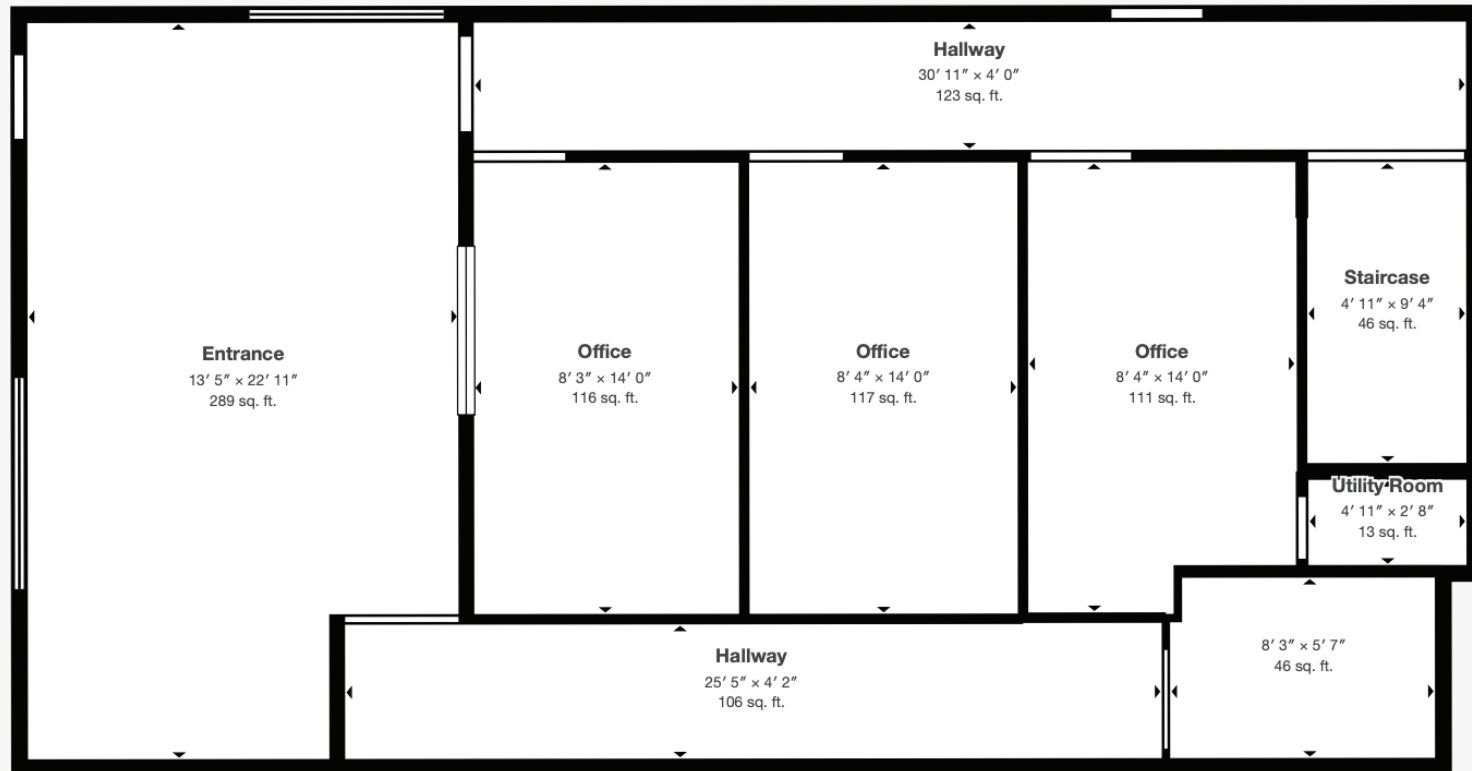 Hallway
30′ 11″ × 4′ 0″
123 sq. ft.
Entrance
13′ 5″ × 22′ 11″
289 sq. ft.
Office
8′ 3″ × 14′ 0″
116 sq. ft.
Office
8′ 4″ × 14′ 0″
117 sq. ft.
Office
8′ 4″ × 14′ 0″
111 sq. ft.
Staircase
4′ 11″ × 9′ 4″
46 sq. ft.
Utility Room
4′ 11″ × 2′ 8″
13 sq. ft.
Hallway
25′ 5″ × 4′ 2″
106 sq. ft.
8′ 3″ × 5′ 7″
46 sq. ft.